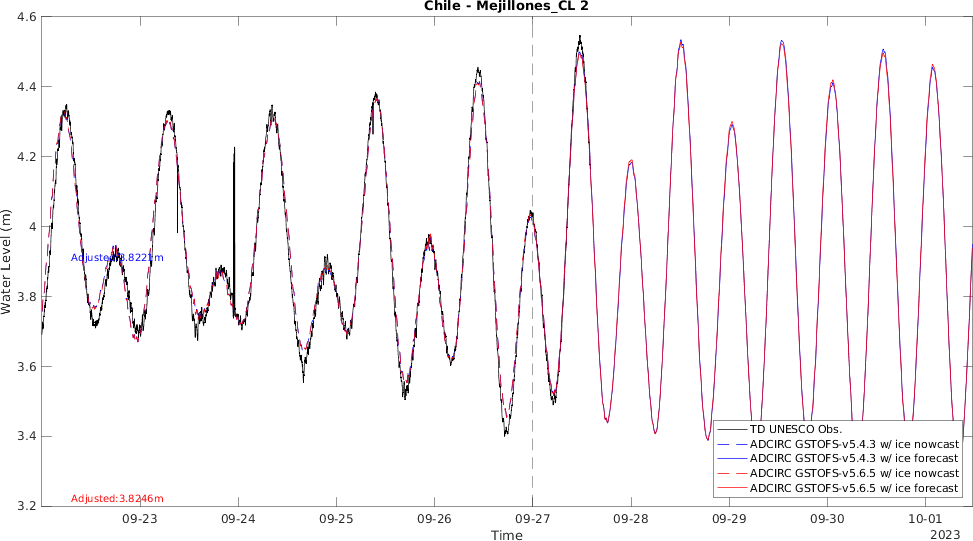 Chile - Mejillones_CL 2
4.6
4.4
4.2
4
3.8
3.6
3.4
3.2
Water Level (m)
Adjusted:3.8221m
Adjusted:3.8246m
TD UNESCO Obs.
ADCIRC GSTOFS-v5.4.3 w/ ice nowcast
ADCIRC GSTOFS-v5.4.3 w/ ice forecast
ADCIRC GSTOFS-v5.6.5 w/ ice nowcast
ADCIRC GSTOFS-v5.6.5 w/ ice forecast
09-23 09-24 09-25 09-26 09-27 09-28 09-29 09-30 10-01
Time
2023